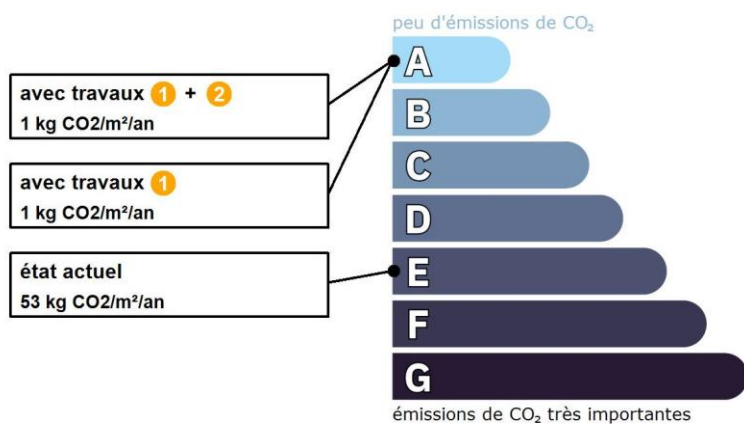 peu d'émissions de CO₂
A
avec travaux 1 + 2
1 kg CO2/m²/an
B
C
avec travaux 1
1 kg CO2/m²/an
D
état actuel
53 kg CO2/m²/an
E
F
G
émissions de CO₂ très importantes